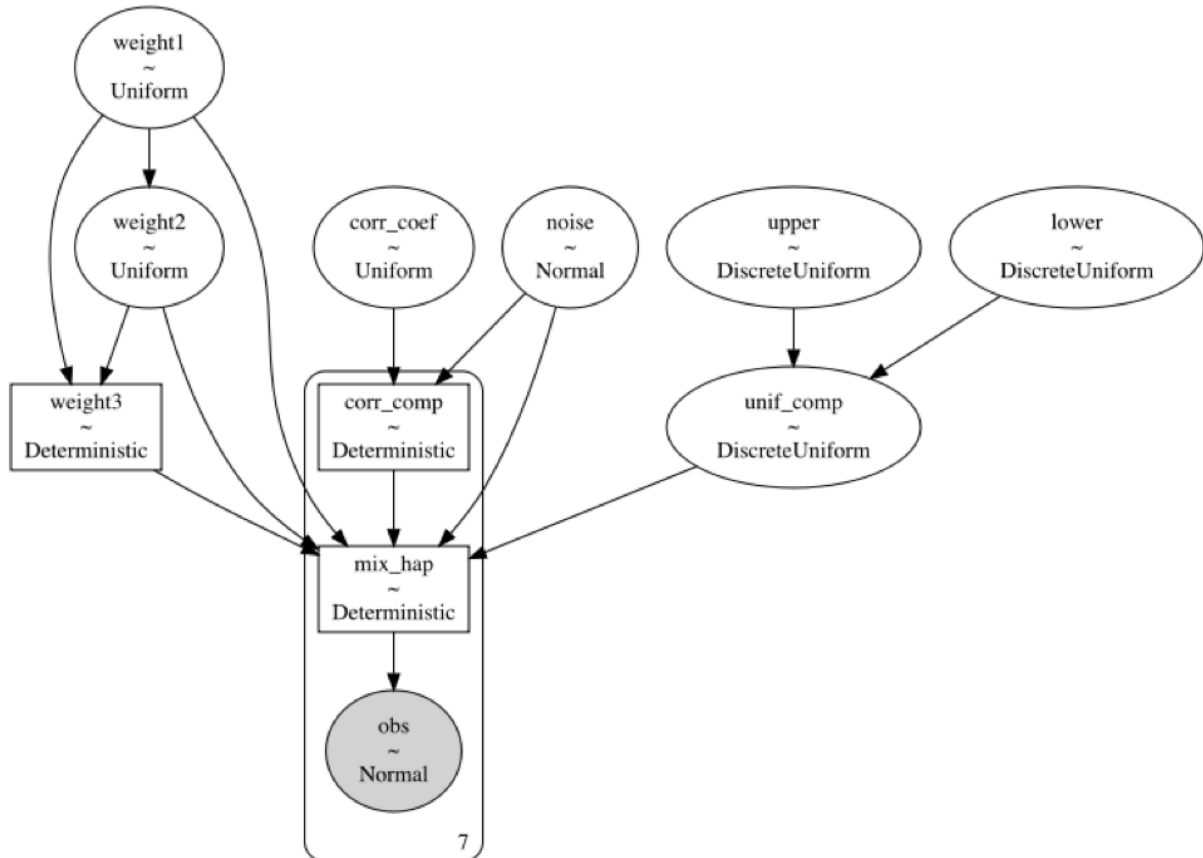 weight1
~
Uniform
weight2
~
Uniform
corr_coef
~
Uniform
noise
~
Normal
upper
~
DiscreteUniform
lower
~
DiscreteUniform
weight3
~
Deterministic
corr_comp
~
Deterministic
unif_comp
~
DiscreteUniform
mix_hap
~
Deterministic
obs
~
Normal
7